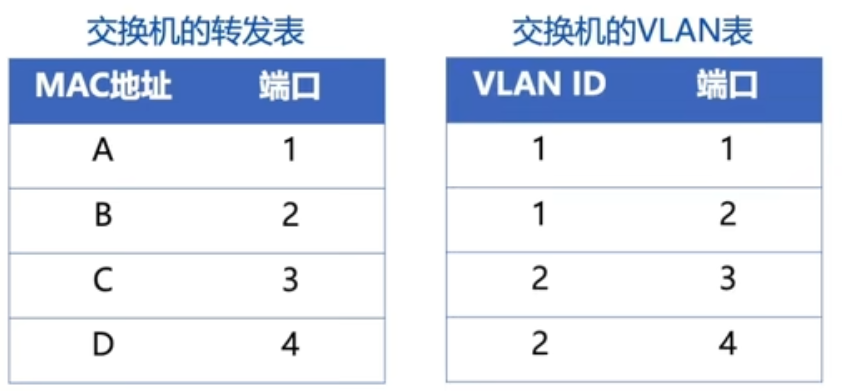 交换机的转发表
MAC地址 端口
A 1
B 2
C 3
D 4
交换机的VLAN表
VLAN ID 端口
1 1
1 2
2 3
2 4